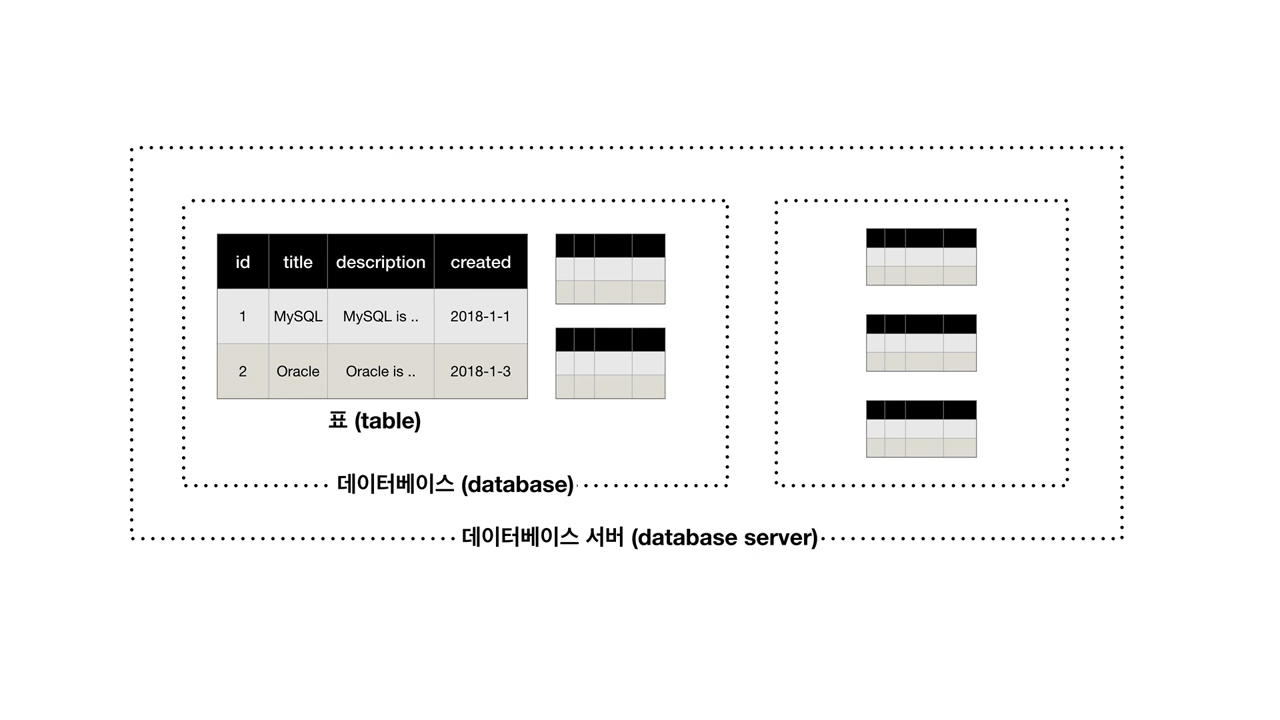 id title description created
1 MySQL MySQL is .. 2018-1-1
2 Oracle Oracle is .. 2018-1-3
표 (table)
데이터베이스 (database)
데이터베이스 서버 (database server)